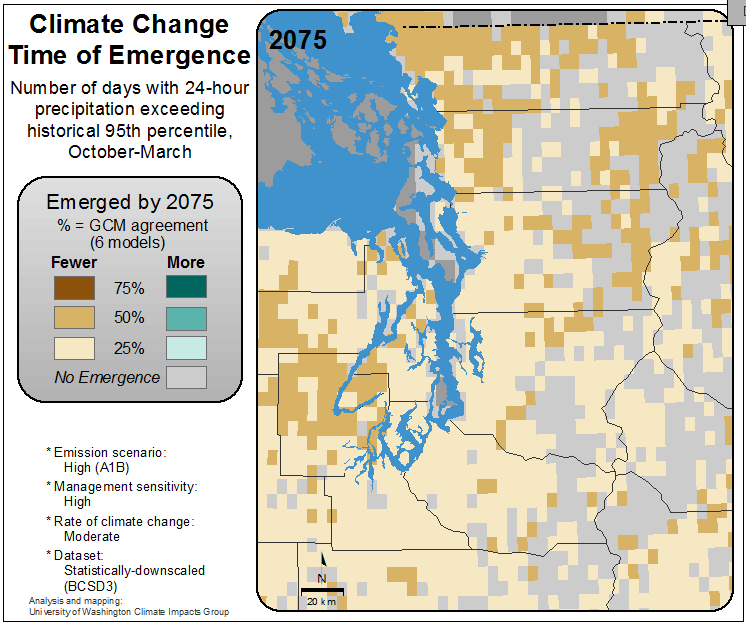 Climate Change
Time of Emergence
Number of days with 24-hour
precipitation exceeding
historical 95th percentile,
October-March
Emerged by 2075
% = GCM agreement
(6 models)
Fewer More
75%
50%
25%
No Emergence
* Emission scenario:
High (A1B)
* Management sensitivity:
High
* Rate of climate change:
Moderate
* Dataset:
Statistically-downscaled
(BCSD3)
Analysis and mapping:
University of Washington Climate Impacts Group
2075
N
20 km